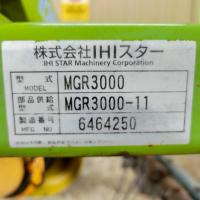 株式会社IHIスター
IHI STAR Machinery Corporation
型式 MODEL MGR3000
部品供給型式 MGR3000-11
製造番号 MFG NO 6464250